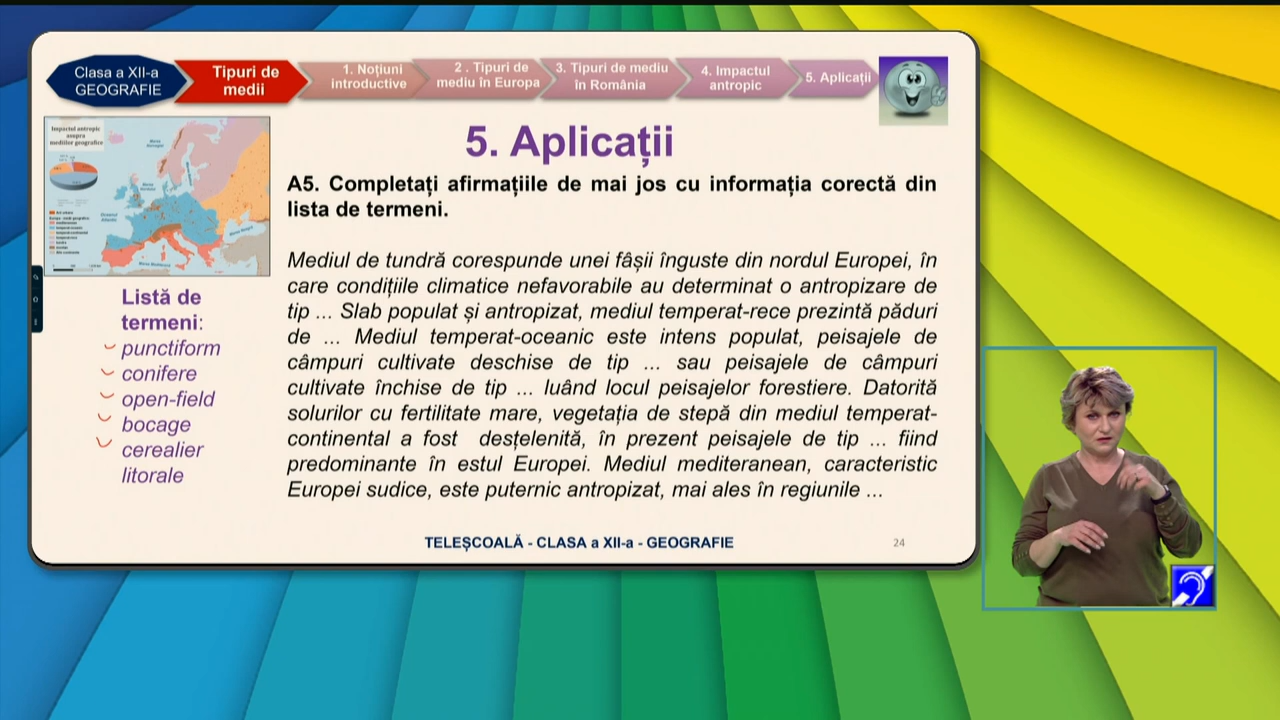 Clasa a XII-a
GEOGRAFIE
Tipuri de
medii
1. Noțiuni
introductive
2 . Tipuri de
mediu în Europa
3. Tipuri de mediu
în România
4. Impactul
antropic
5. Aplicații
Impactul antropic
asupra
mediilor geografice
5. Aplicații
A5. Completați afirmațiile de mai jos cu informația corectă din
lista de termeni.
Mediul de tundră corespunde unei fâșii înguste din nordul Europei, în
care condițiile climatice nefavorabile au determinat o antropizare de
tip ... Slab populat și antropizat, mediul temperat-rece prezintă păduri
de ... Mediul temperat-oceanic este intens populat, peisajele de
câmpuri cultivate deschise de tip ... sau peisajele de câmpuri
cultivate închise de tip ... luând locul peisajelor forestiere. Datorită
solurilor cu fertilitate mare, vegetația de stepă din mediul temperat-
continental a fost desțelenită, în prezent peisajele de tip ... fiind
predominante în estul Europei. Mediul mediteranean, caracteristic
Europei sudice, este puternic antropizat, mai ales în regiunile ...
Listă de
termeni:
punctiform
conifere
open-field
bocage
cerealier
litorale
TELEȘCOALĂ - CLASA a XII-a - GEOGRAFIE
24